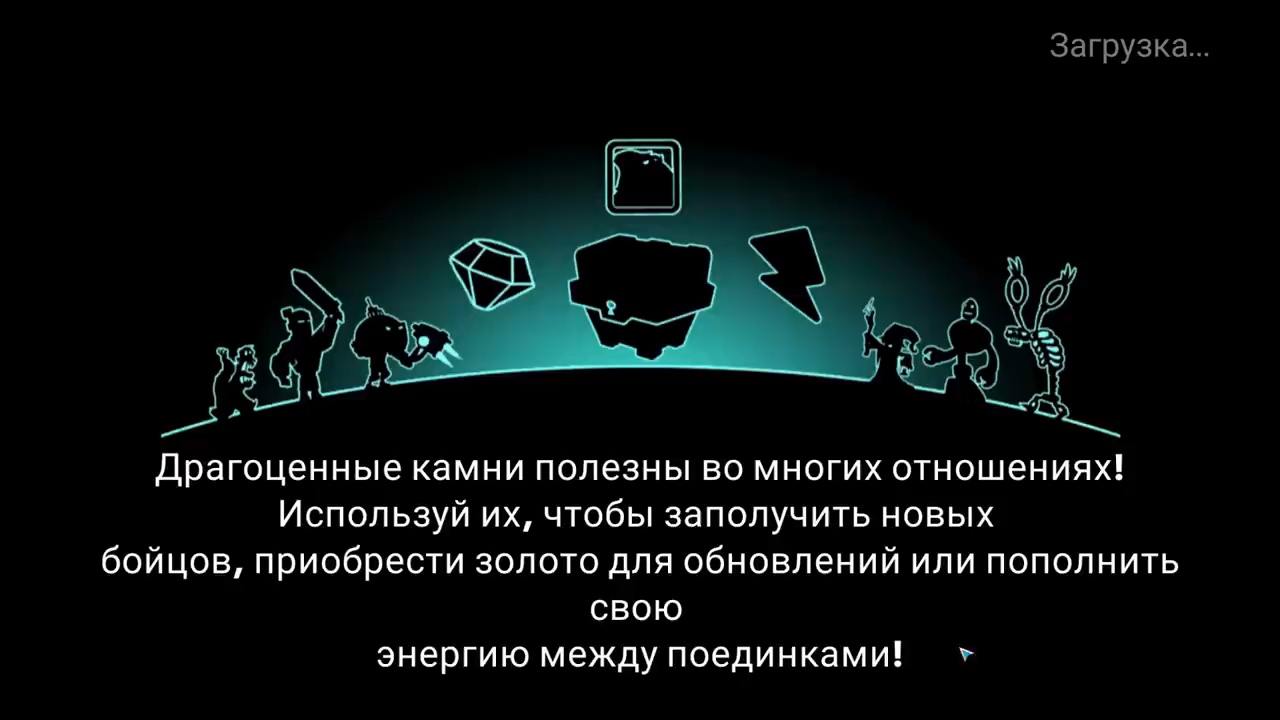 Загрузка...
Драгоценные камни полезны во многих отношениях!
Используй их, чтобы заполучить новых
бойцов, приобрести золото для обновлений или пополнить
свою
энергию между поединками!